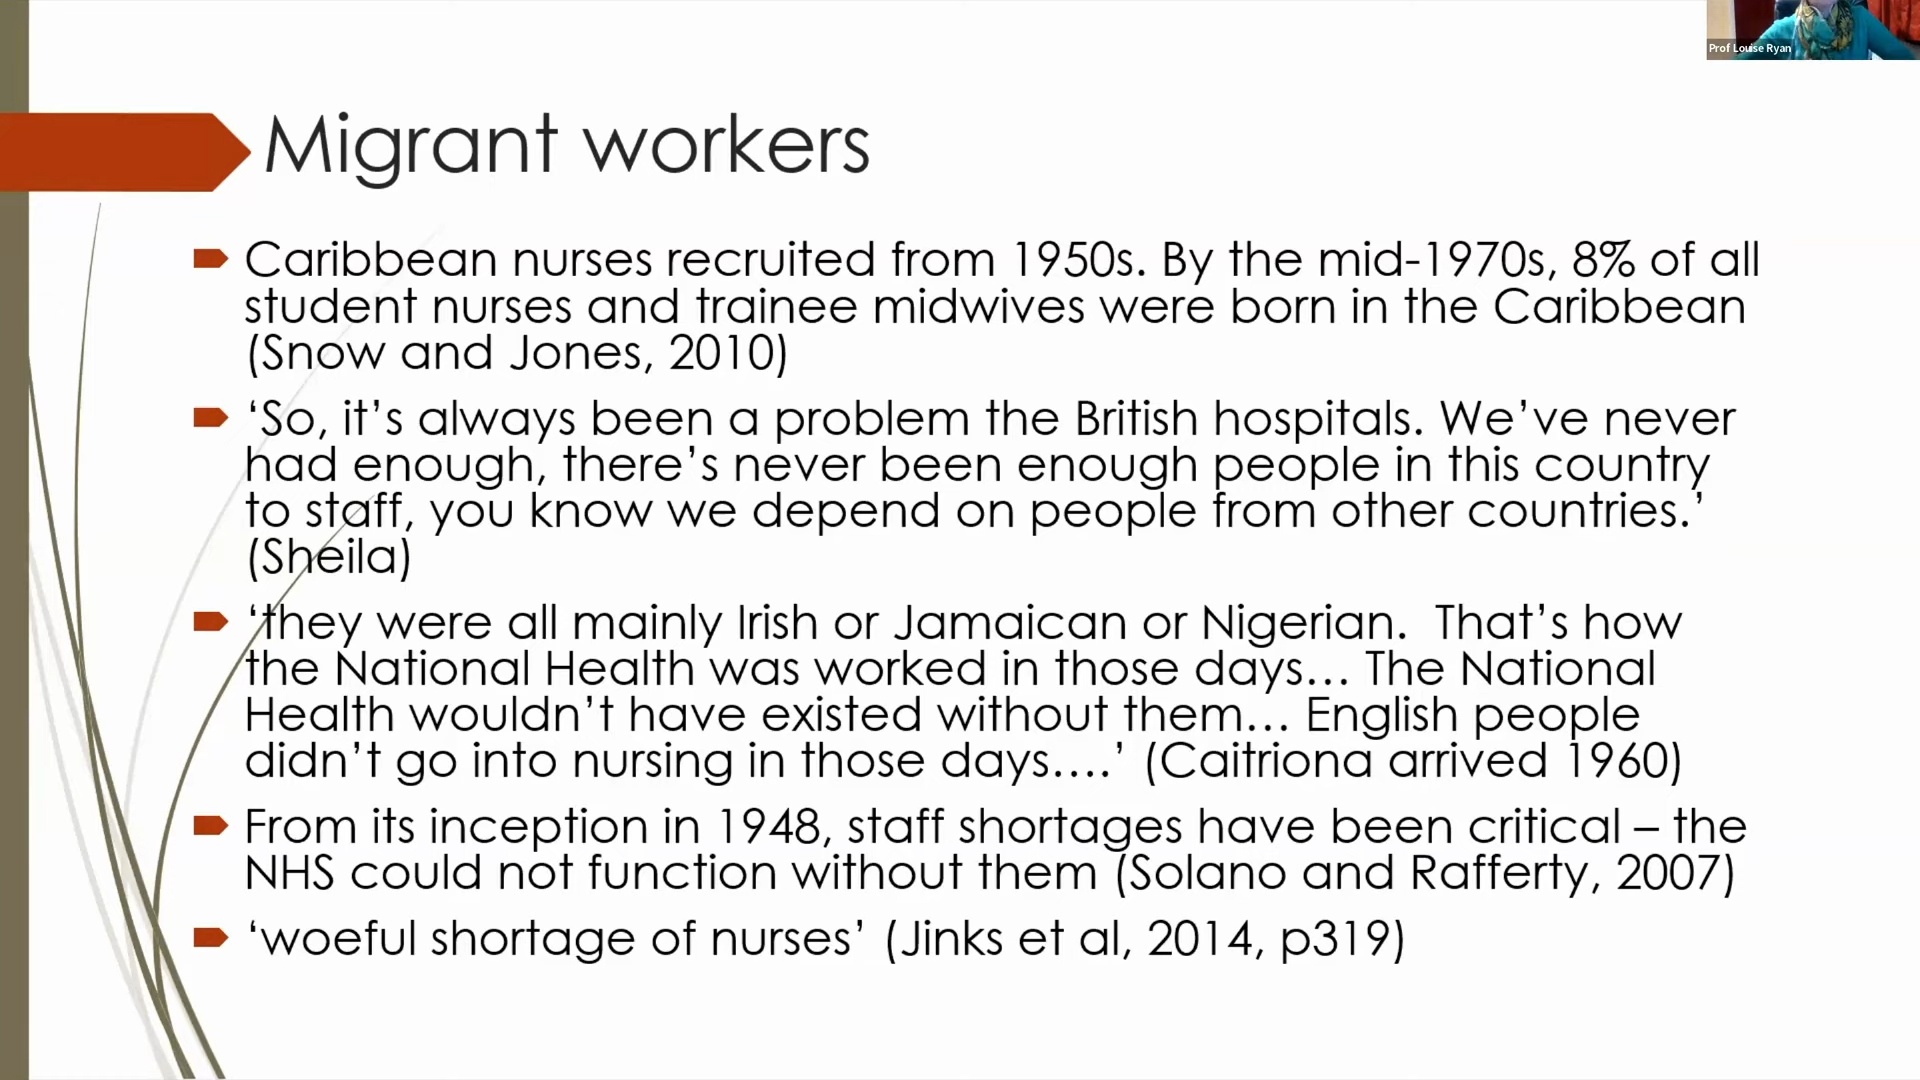 Prof Louise Ryan
Migrant workers
Caribbean nurses recruited from 1950s. By the mid-1970s, 8% of all
student nurses and trainee midwives were born in the Caribbean
(Snow and Jones, 2010)
‘So, it’s always been a problem the British hospitals. We’ve never
had enough, there’s never been enough people in this country
to staff, you know we depend on people from other countries.’
(Sheila)
‘they were all mainly Irish or Jamaican or Nigerian.  That’s how
the National Health was worked in those days… The National
Health wouldn’t have existed without them… English people
didn’t go into nursing in those days….’ (Caitriona arrived 1960)
From its inception in 1948, staff shortages have been critical – the
NHS could not function without them (Solano and Rafferty, 2007)
‘woeful shortage of nurses’ (Jinks et al, 2014, p319)